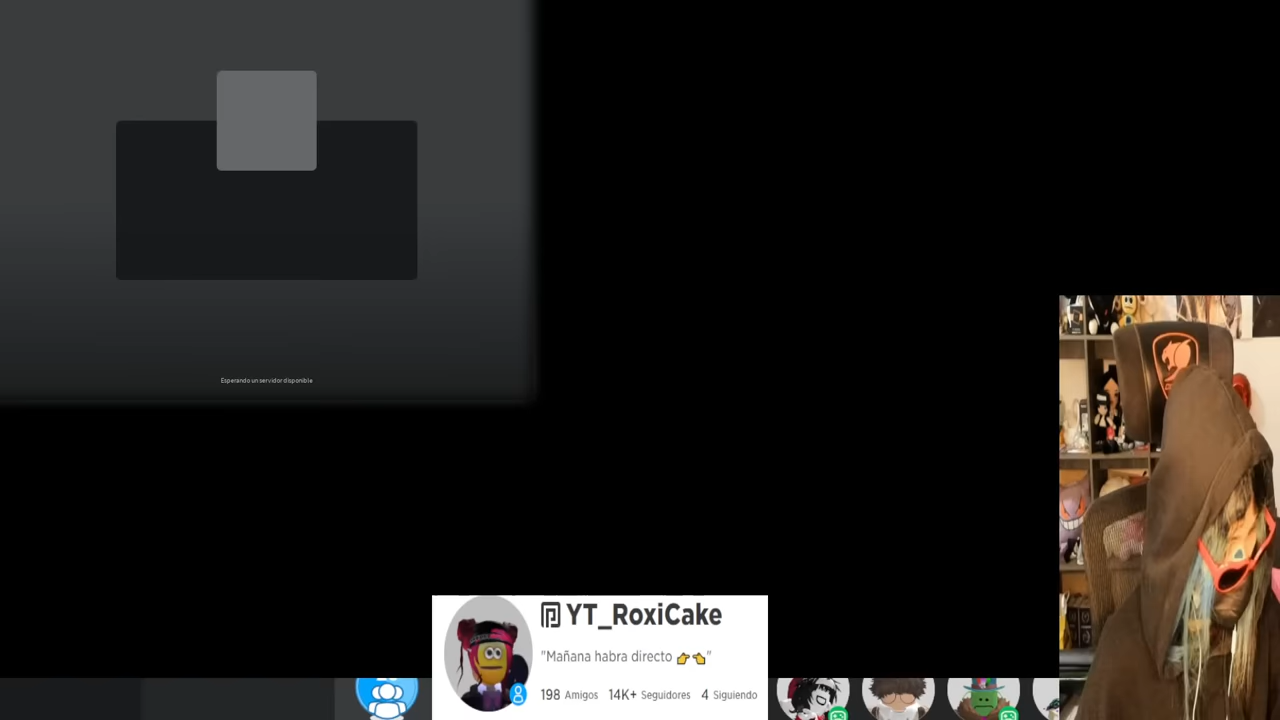 Esperando un servidor disponible
YT_RoxiCake
"Mañana habra directo 👉👈"
198 Amigos 14K+ Seguidores 4 Siguiendo